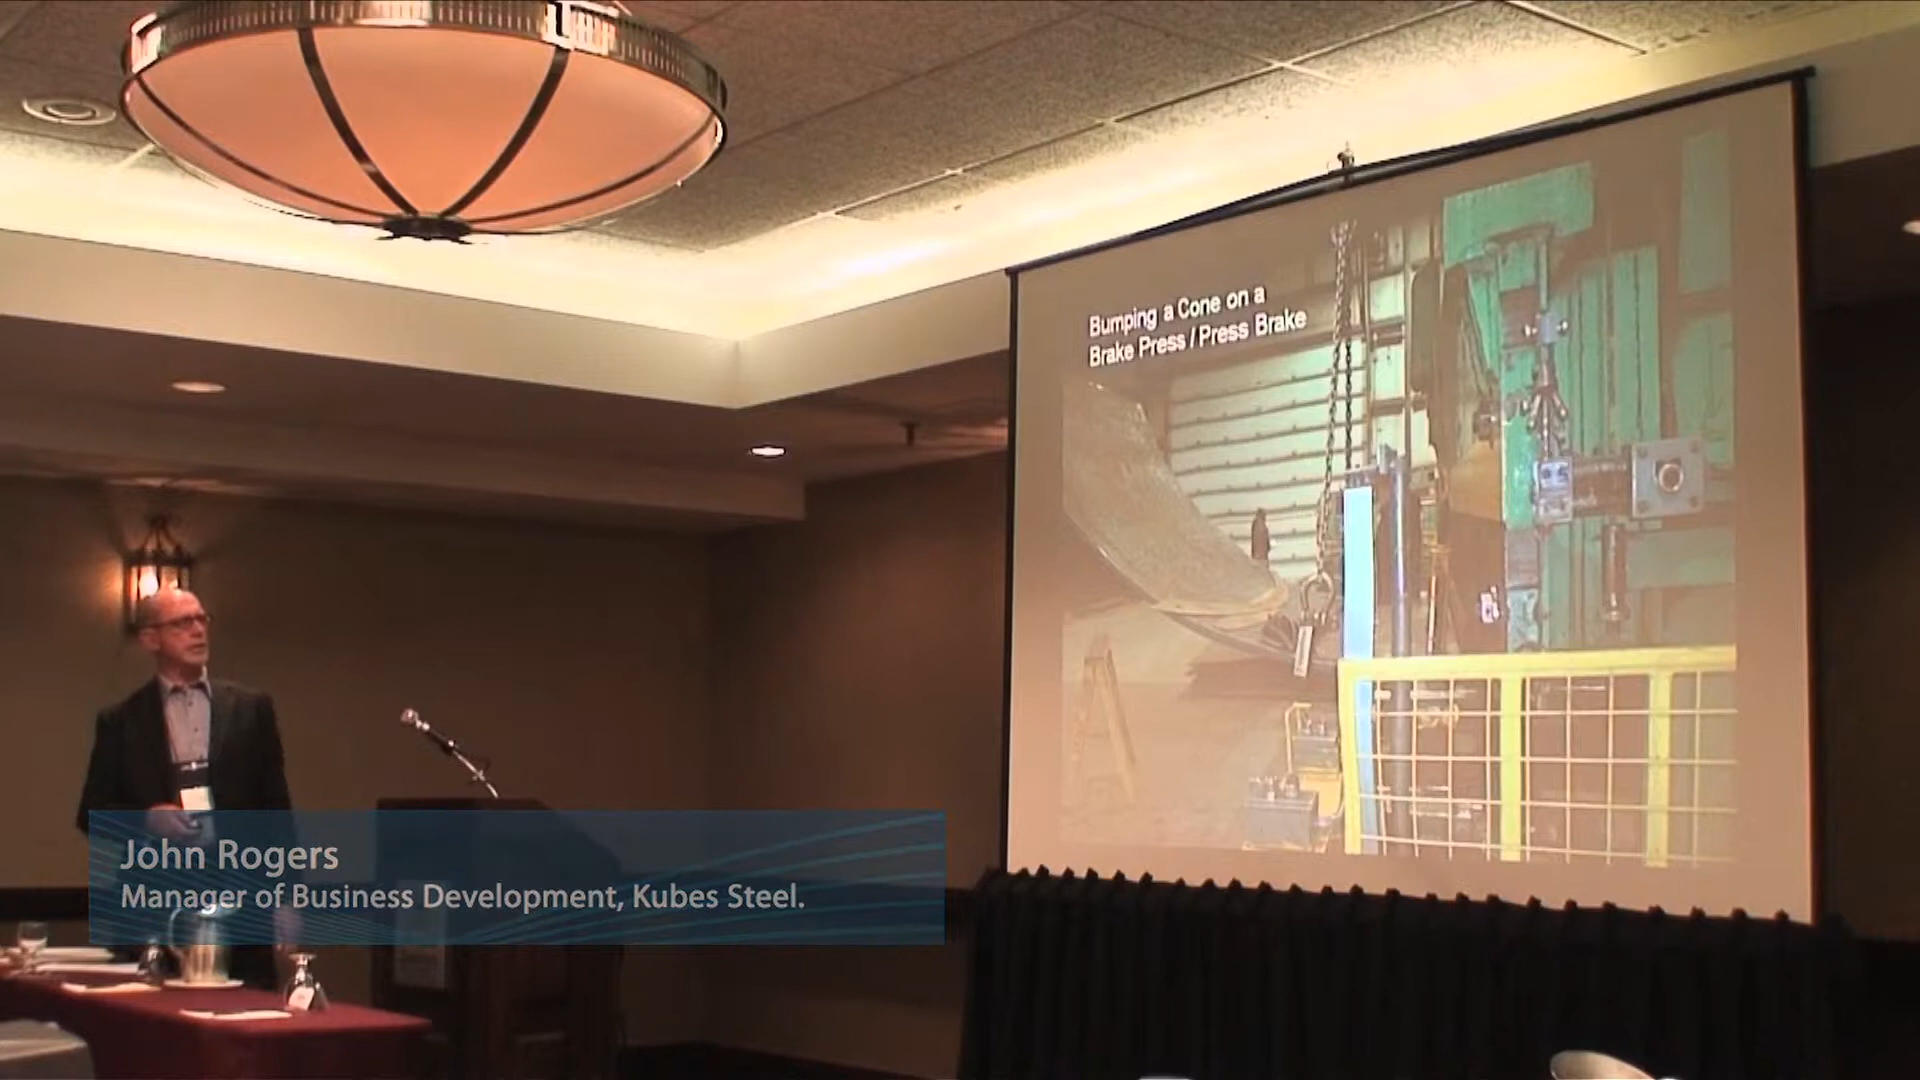 Bumping a Cone on a
Brake Press / Press Brake
John Rogers
Manager of Business Development, Kubes Steel.